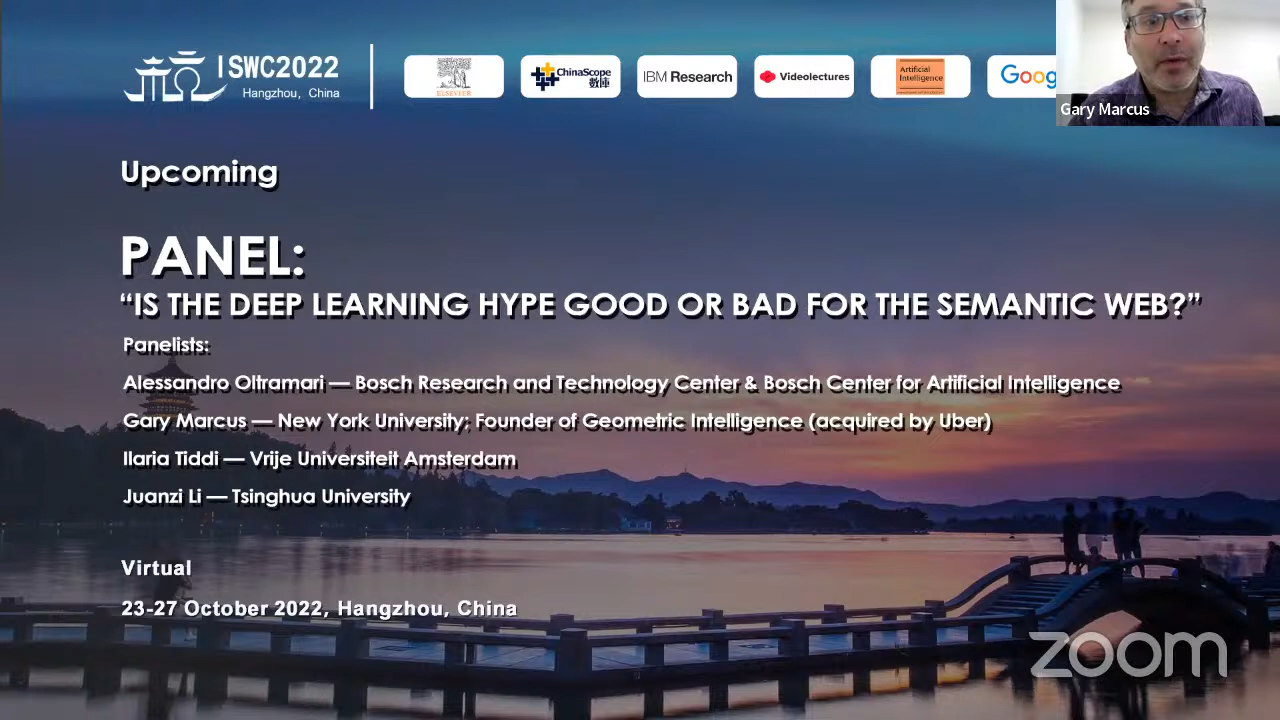 ISWC2022
Hangzhou, China
ELSEVIER
ChinaScope
数库
IBM Research
Videolectures
Artificial
Intelligence
Goog
Gary Marcus
Upcoming
PANEL:
“IS THE DEEP LEARNING HYPE GOOD OR BAD FOR THE SEMANTIC WEB?”
Panelists:
Alessandro Oltramari — Bosch Research and Technology Center & Bosch Center for Artificial Intelligence
Gary Marcus — New York University; Founder of Geometric Intelligence (acquired by Uber)
Ilaria Tiddi — Vrije Universiteit Amsterdam
Juanzi Li — Tsinghua University
Virtual
23-27 October 2022, Hangzhou, China
zoom